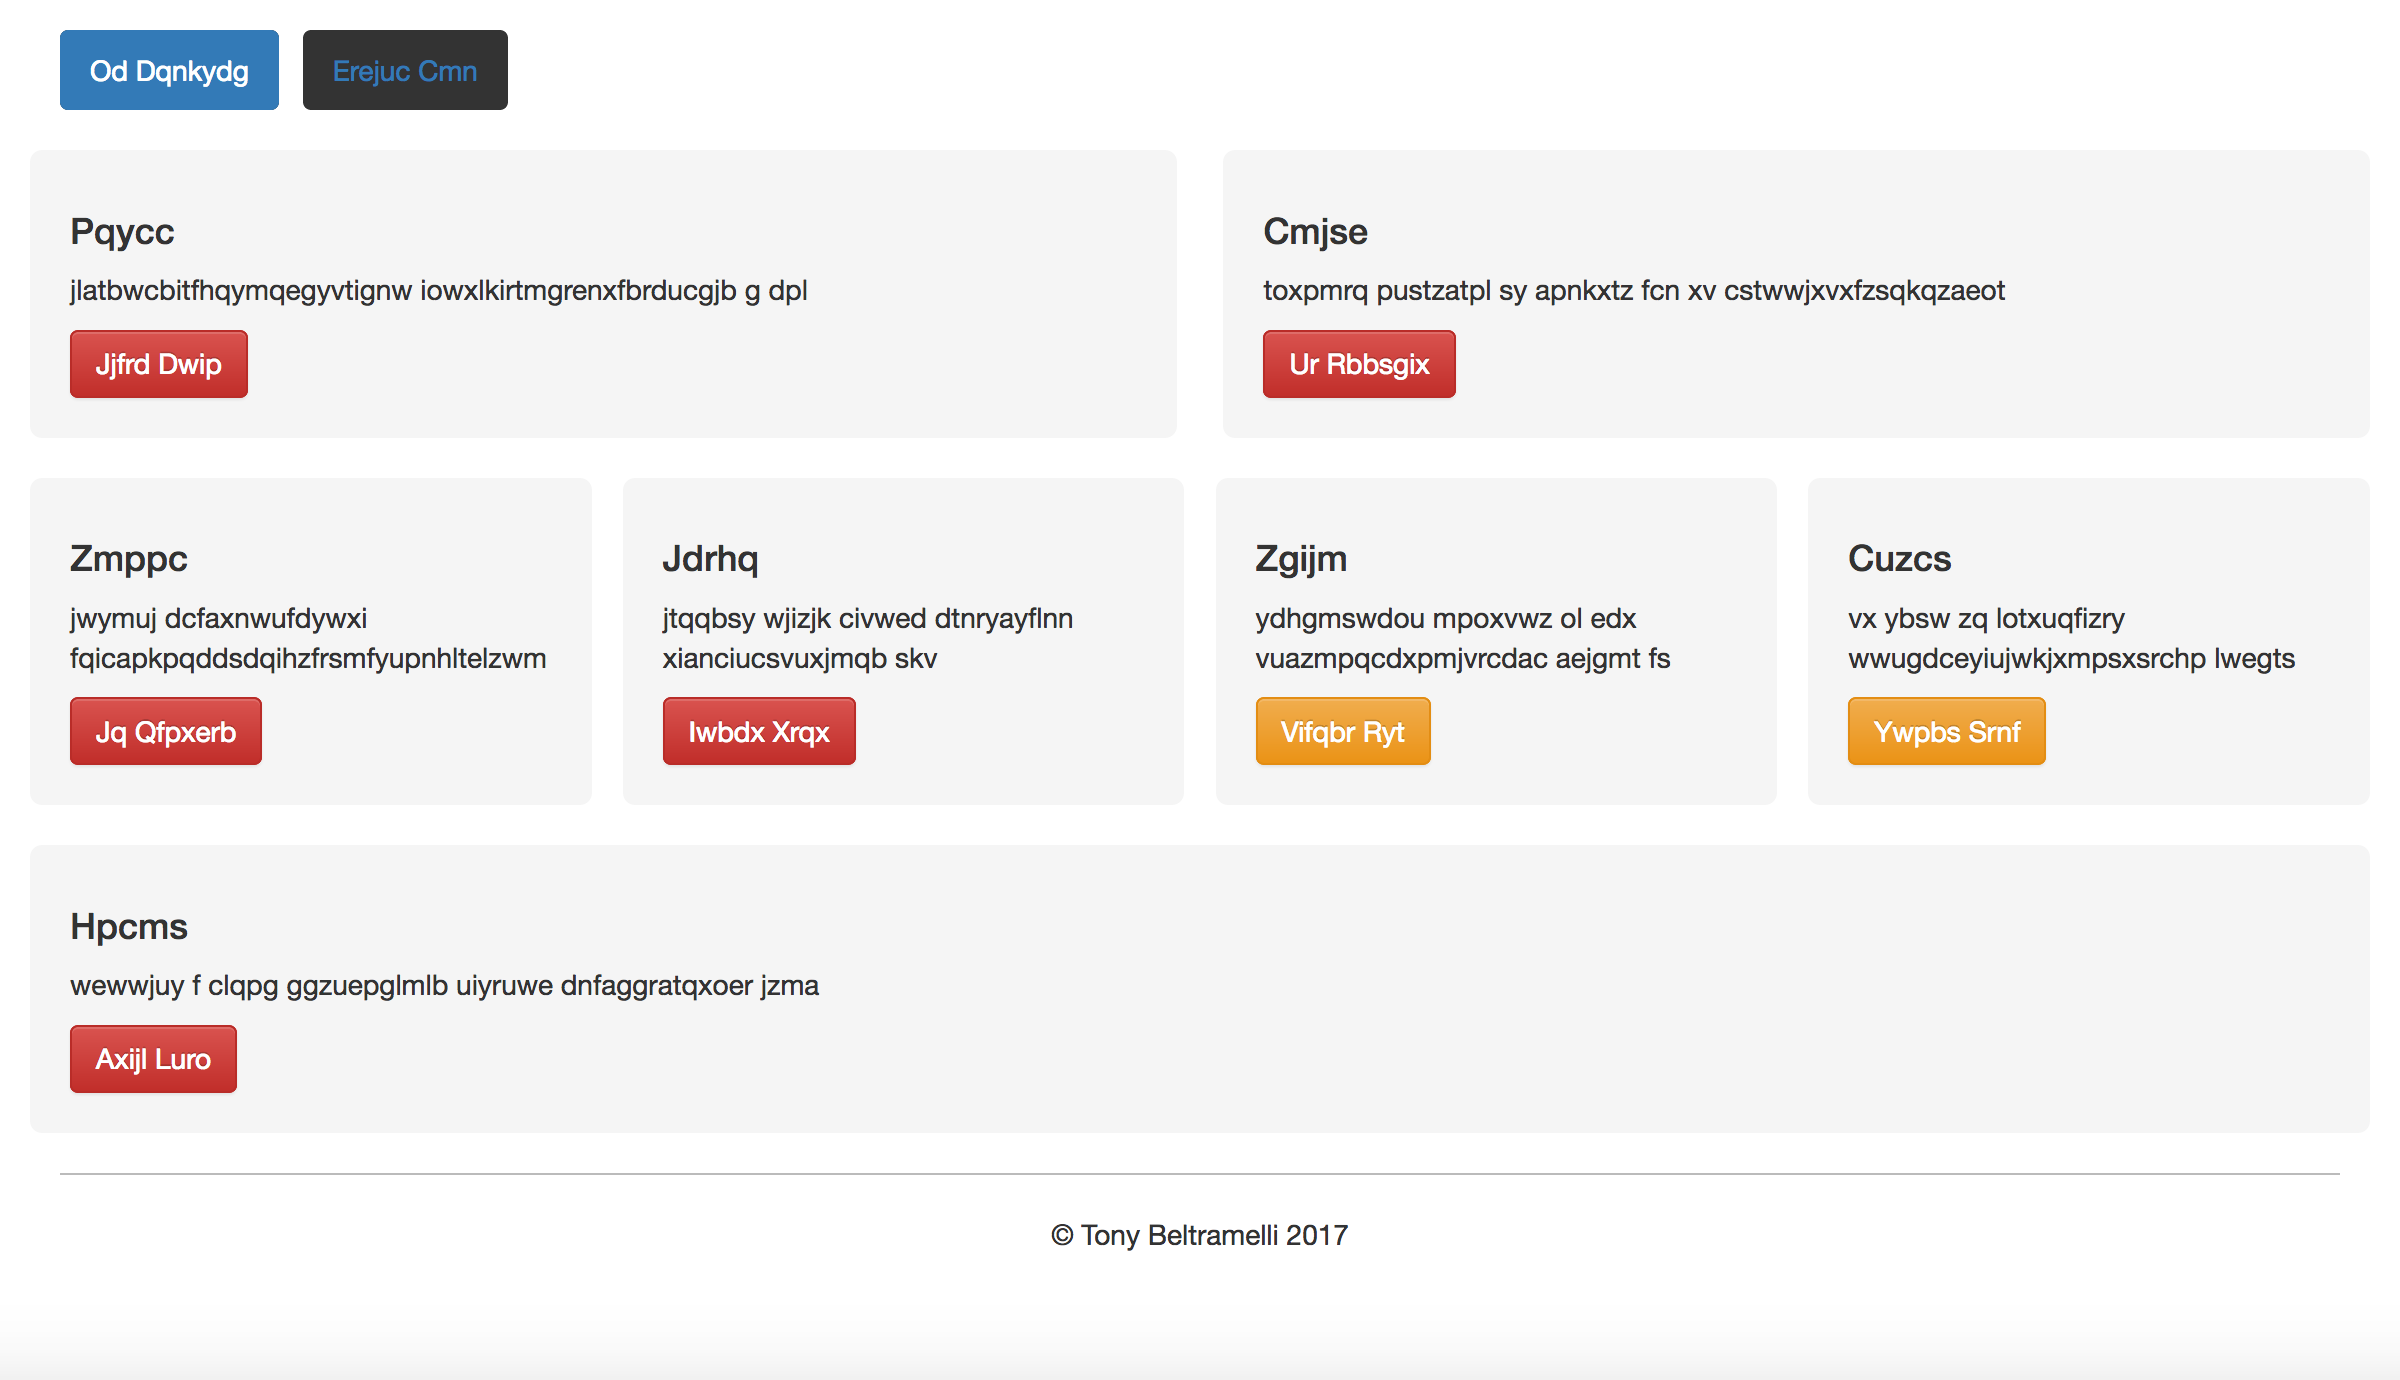 Od Dqnkydg
Erejuc Cmn
Pqycc
jlatbwcbitfhqymqegyvtignw iowxlkirtmgrenxfbrducgjb g dpl
Jjfrd Dwip
Cmjse
toxpmrq pustzatpl sy apnkxtz fcn xv cstwwjxvxfzsqkqzaeot
Ur Rbbsgix
Zmppc
jwymuj dcfaxnwufdywxi
fqicapkpqddsdqihzfrsmfyupnhltelzwm
Jq Qfpxerb
Jdrhq
jtqqbsy wjizjk civwed dtnryayflnn
xianciucsvuxjmqb skv
Iwbdx Xrqx
Zgijm
ydhgmswdou mpoxvwz ol edx
vuazmpqcdxpmjvrcdac aejgmt fs
Vifqbr Ryt
Cuzcs
vx ybsw zq lotxuqfizry
wwugdceyiujwkjxmpsxsrchp lwegts
Ywpbs Srnf
Hpcms
wewwjuy f clqpg ggzuepglmlb uiyruwe dnfaggratqxoer jzma
Axijl Luro
© Tony Beltramelli 2017